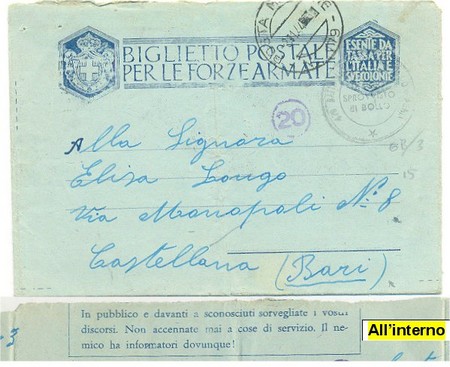 BIGLIETTO POSTALE
PER LE FORZE ARMATE
ESENTE DA
TASSA PER
L'ITALIA E
20
Alla Signora
Elisa Longo
Via Monopoli N° 8
Castellana (Bari)
15
In pubblico e davanti a sconosciuti sorvegliate i vostri
discorsi. Non accennate mai a cose di servizio. Il ne-
mico ha informatori dovunque!
All'interno